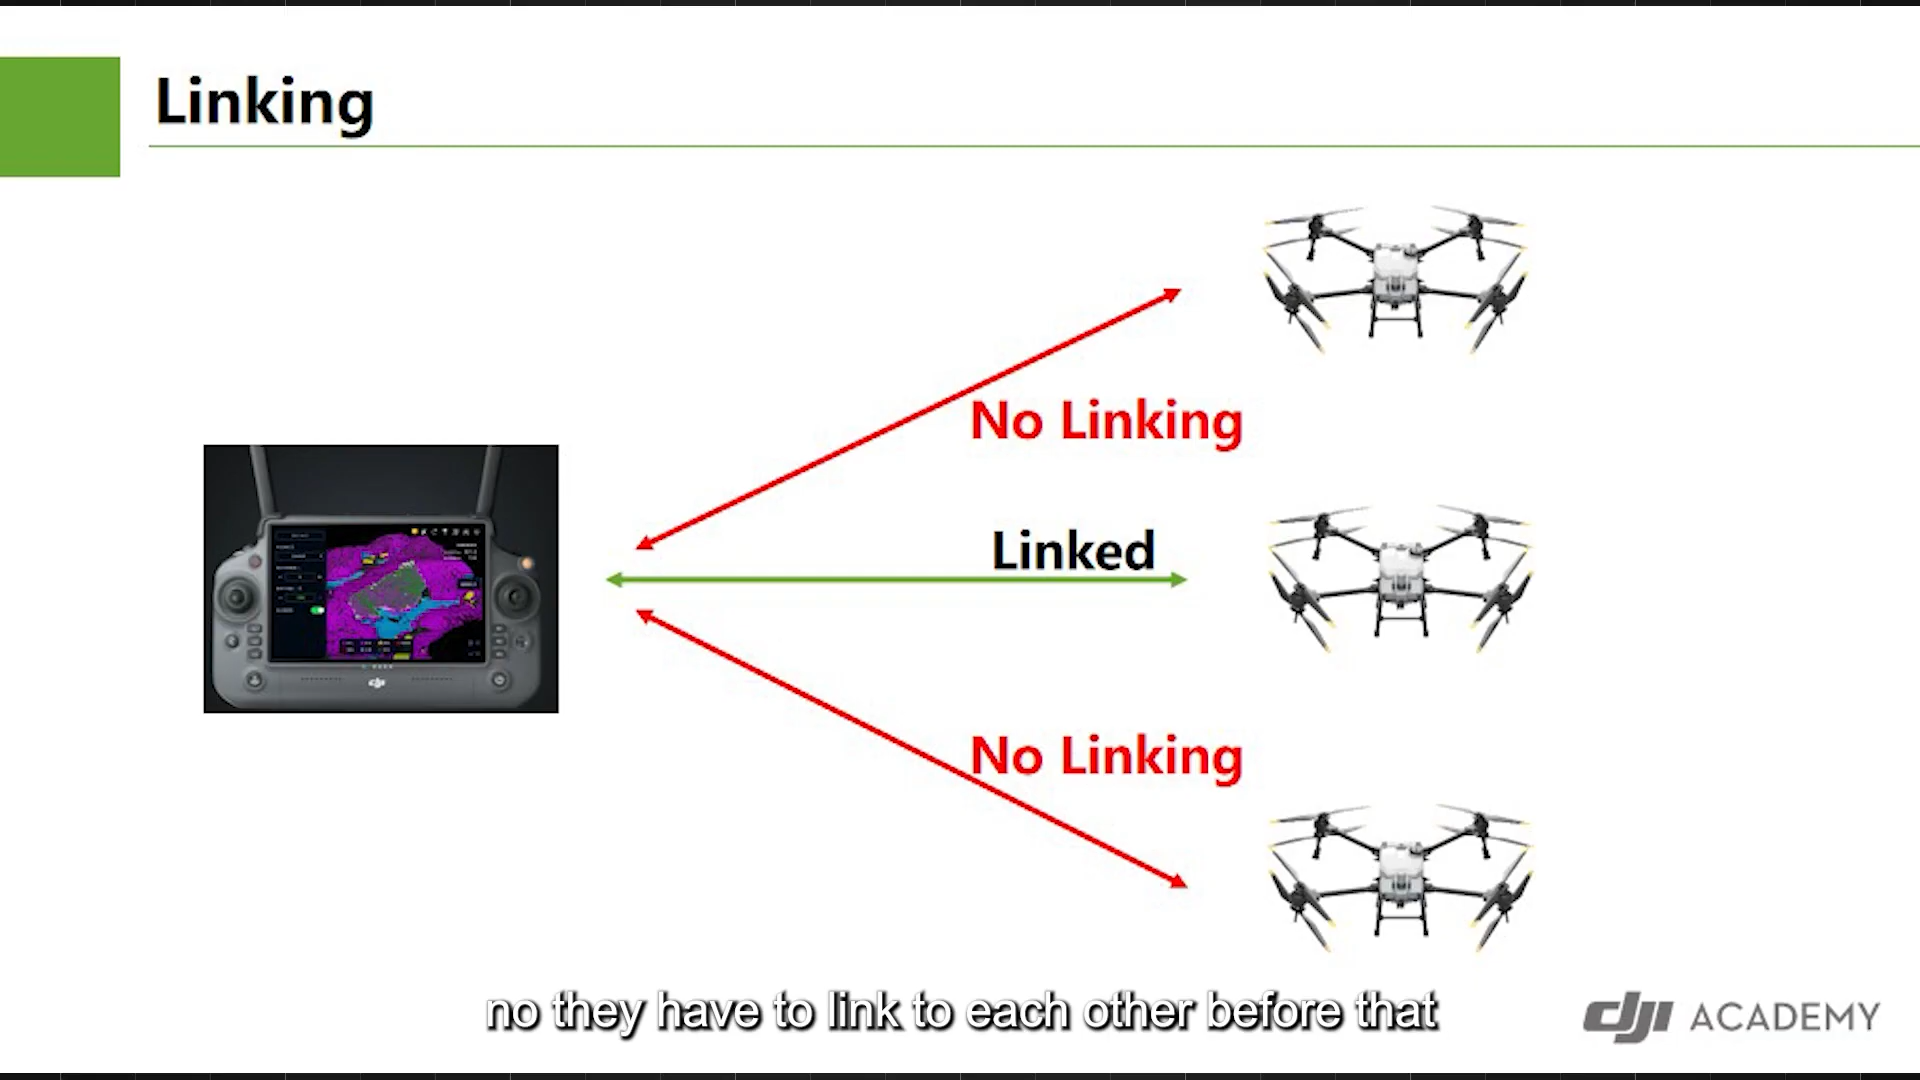 Linking
No Linking
Linked
No Linking
no they have to link to each other before that
dji ACADEMY